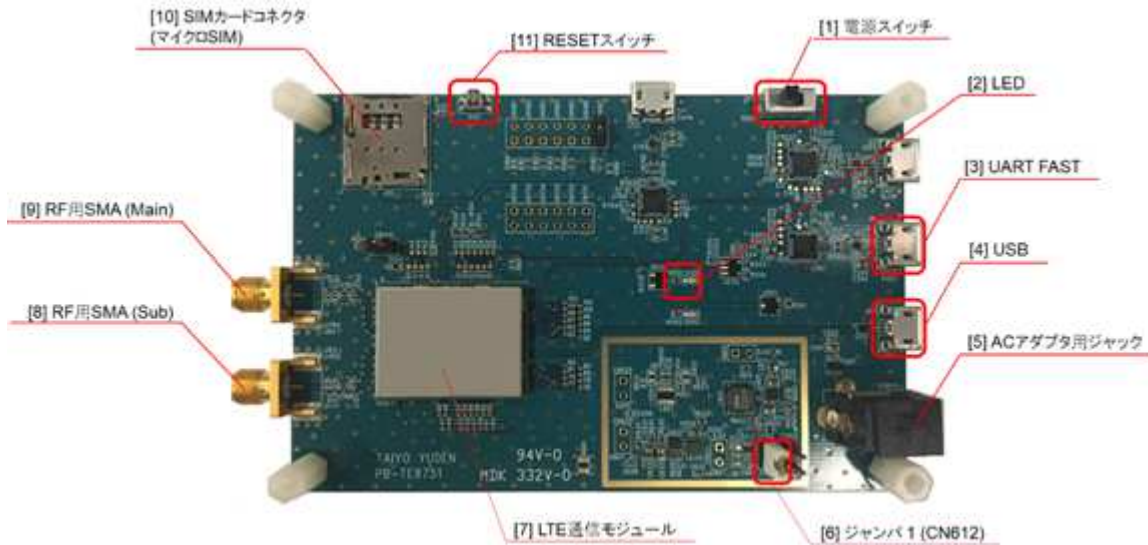 [10] SIMカードコネクタ
(マイクロSIM)
[11] RESETスイッチ
[1] 電源スイッチ
[2] LED
[3] UART FAST
[4] USB
[5] ACアダプタ用ジャック
[9] RF用SMA (Main)
[8] RF用SMA (Sub)
TAIYO YUDEN
PB-TE8731
94V-0
MDK 332V-0
[7] LTE通信モジュール
[6] ジャンパ 1 (CN612)